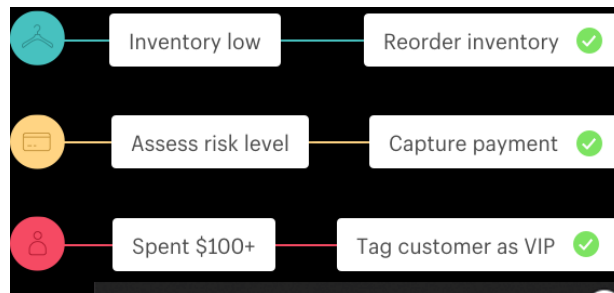 Inventory low
Reorder inventory
Assess risk level
Capture payment
Spent $100+
Tag customer as VIP